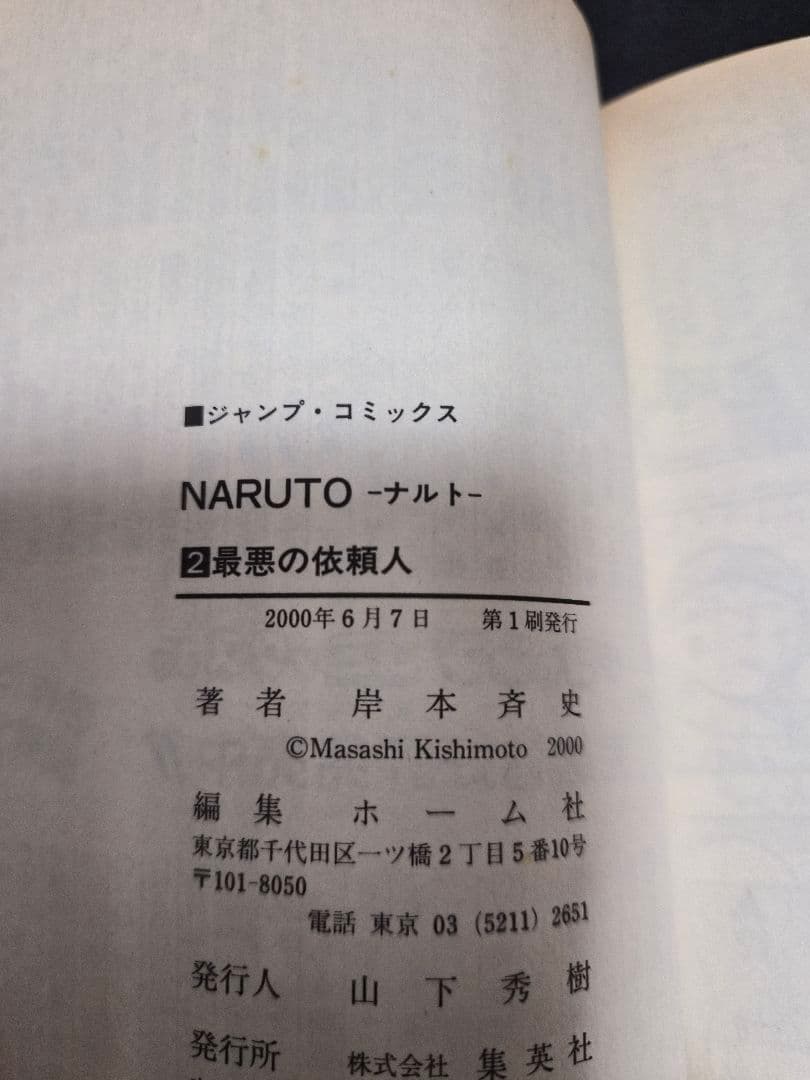 ■ジャンプ・コミックス
NARUTO -ナルト-
2最悪の依頼人
2000年6月7日 第1刷発行
著者 岸本斉史
©Masashi Kishimoto 2000
編集 ホーム社
東京都千代田区一ツ橋2丁目5番10号
〒101-8050
電話 東京 03 (5211) 2651
発行人 山下秀樹
発行所 株式会社 集英社